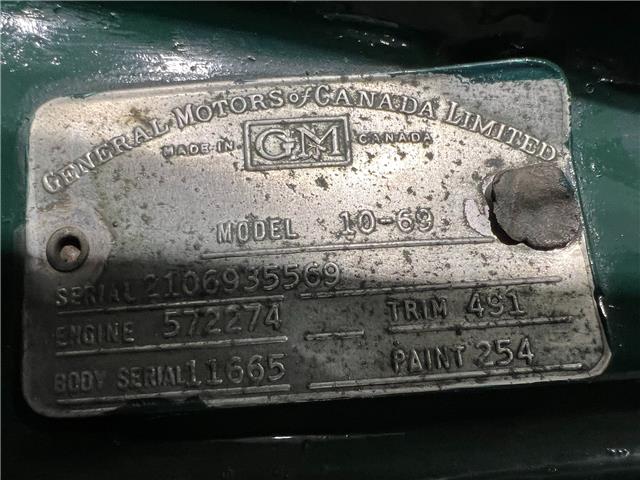 GENERAL MOTORS of CANADA LIMITED
MADE IN GM CANADA
MODEL 10-69
SERIAL 2106935569
ENGINE 572274 TRIM 491
BODY SERIAL 11665 PAINT 254